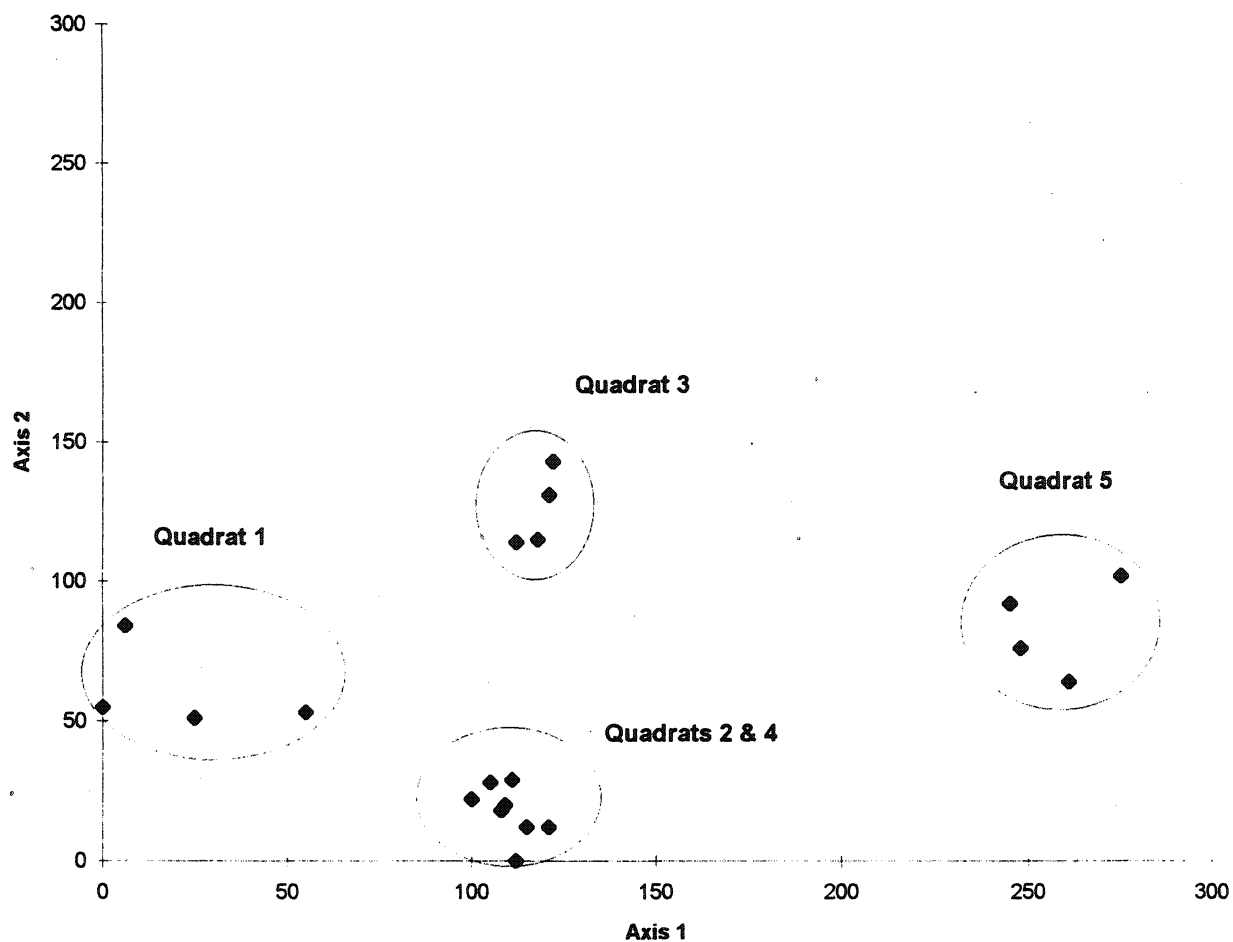 300
250
200
Quadrat 3
150
Axis 2
Quadrat 5
Quadrat 1
100
50
Quadrats 2 & 4
0
0 50 100 150 200 250 300
Axis 1